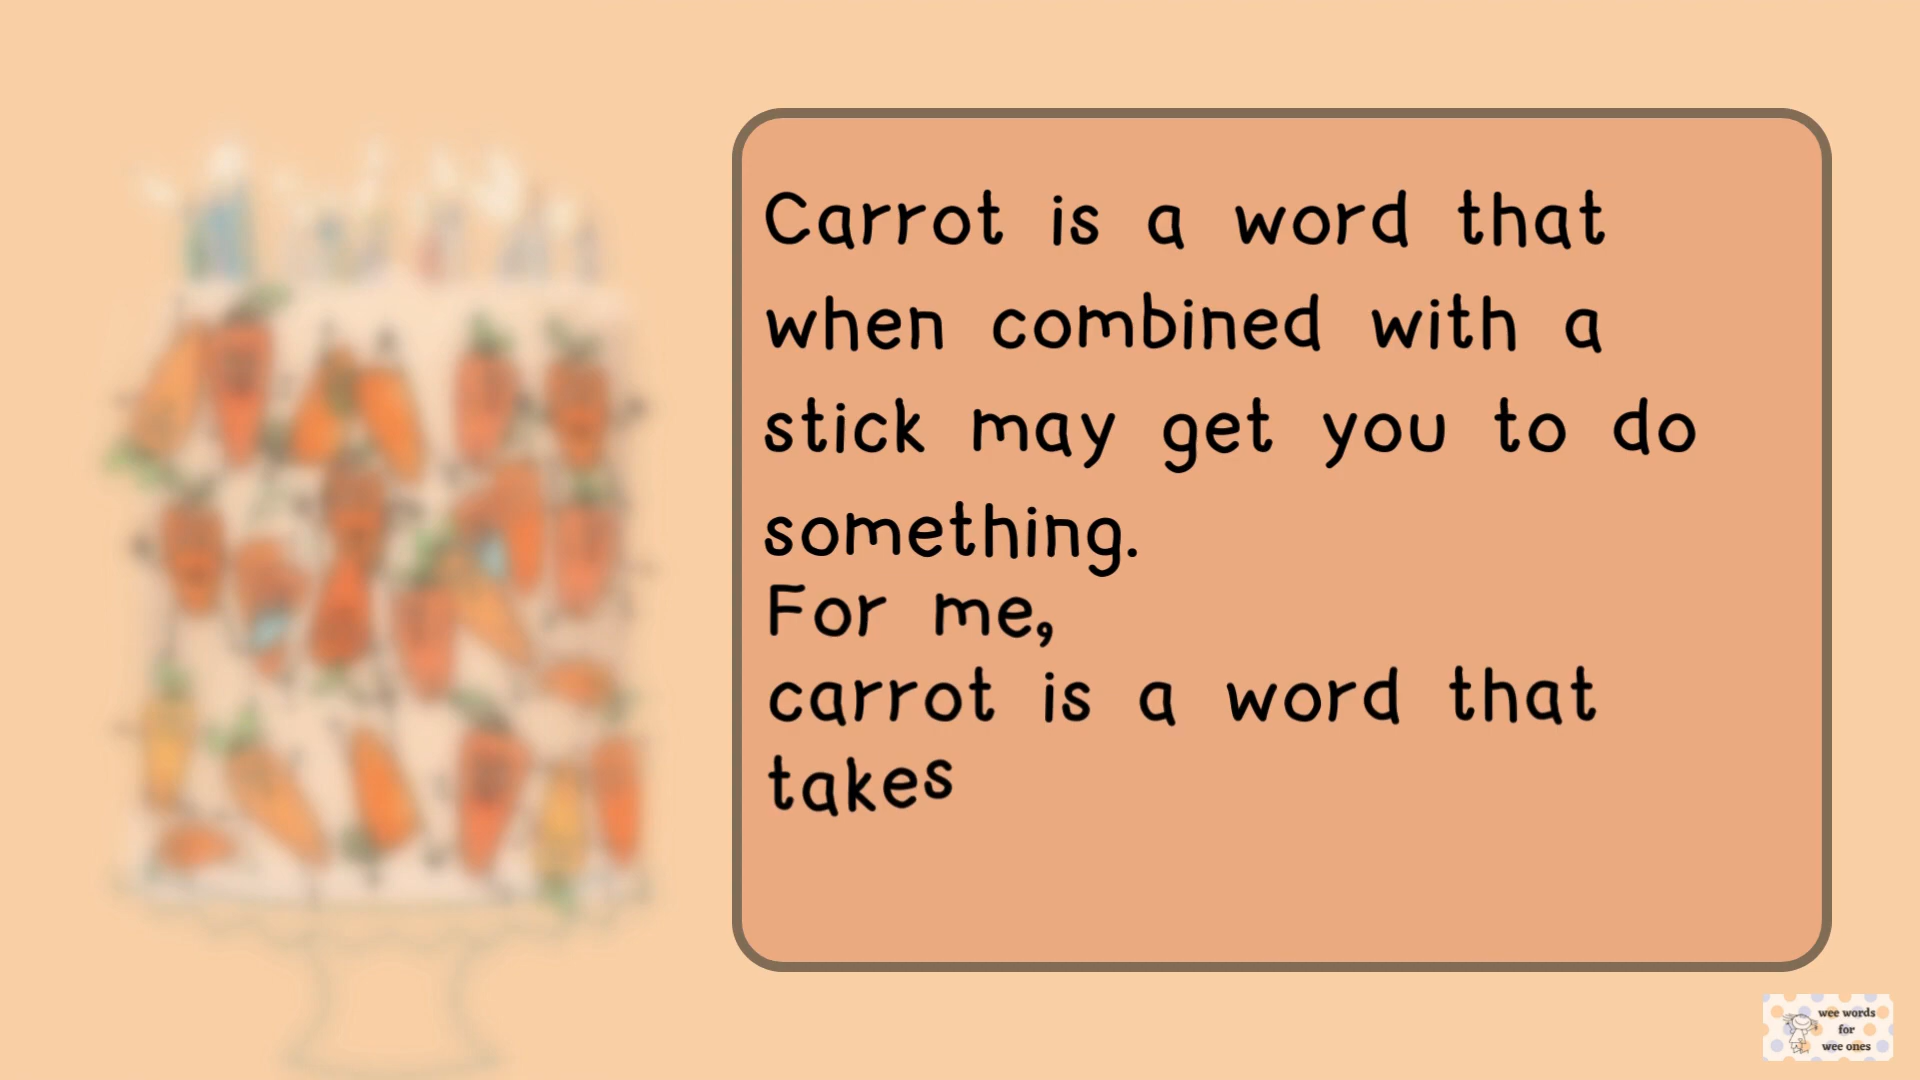 Carrot is a word that
when combined with a
stick may get you to do
something.
For me,
carrot is a word that
takes
wee words
for
wee ones